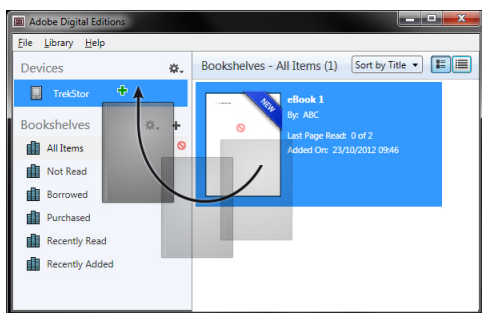 Adobe Digital Editions
File Library Help
Devices
TrekStor
Bookshelves
All Items
Not Read
Borrowed
Purchased
Recently Read
Recently Added
Bookshelves - All Items (1) Sort by Title
NEW
eBook 1
By: ABC
Last Page Read: 0 of 2
Added On: 23/10/2012 09:46